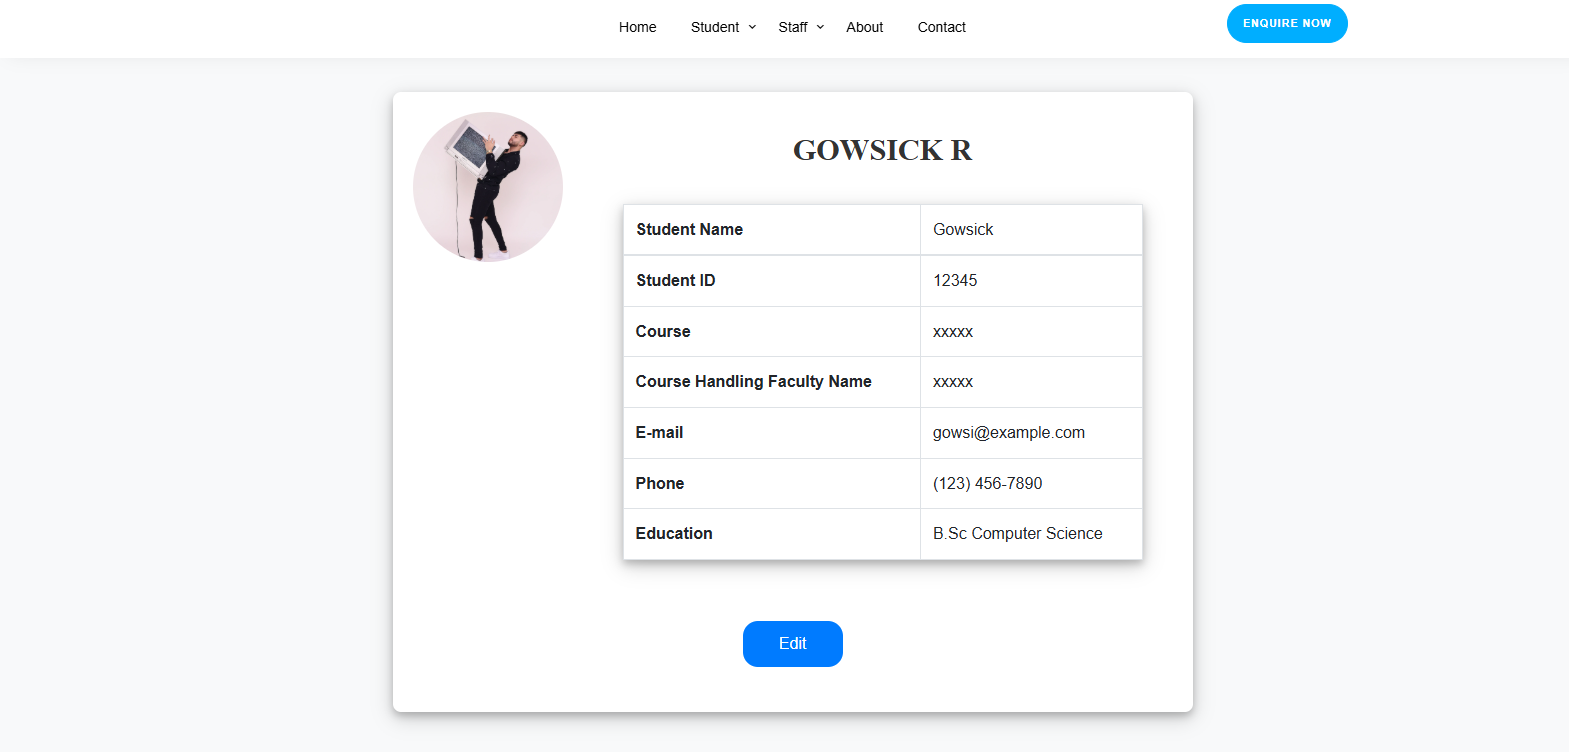 Home Student Staff About Contact ENQUIRE NOW
GOWSICK R
Student Name Gowsick
Student ID 12345
Course xxxxx
Course Handling Faculty Name xxxxx
E-mail gowsi@example.com
Phone (123) 456-7890
Education B.Sc Computer Science
Edit